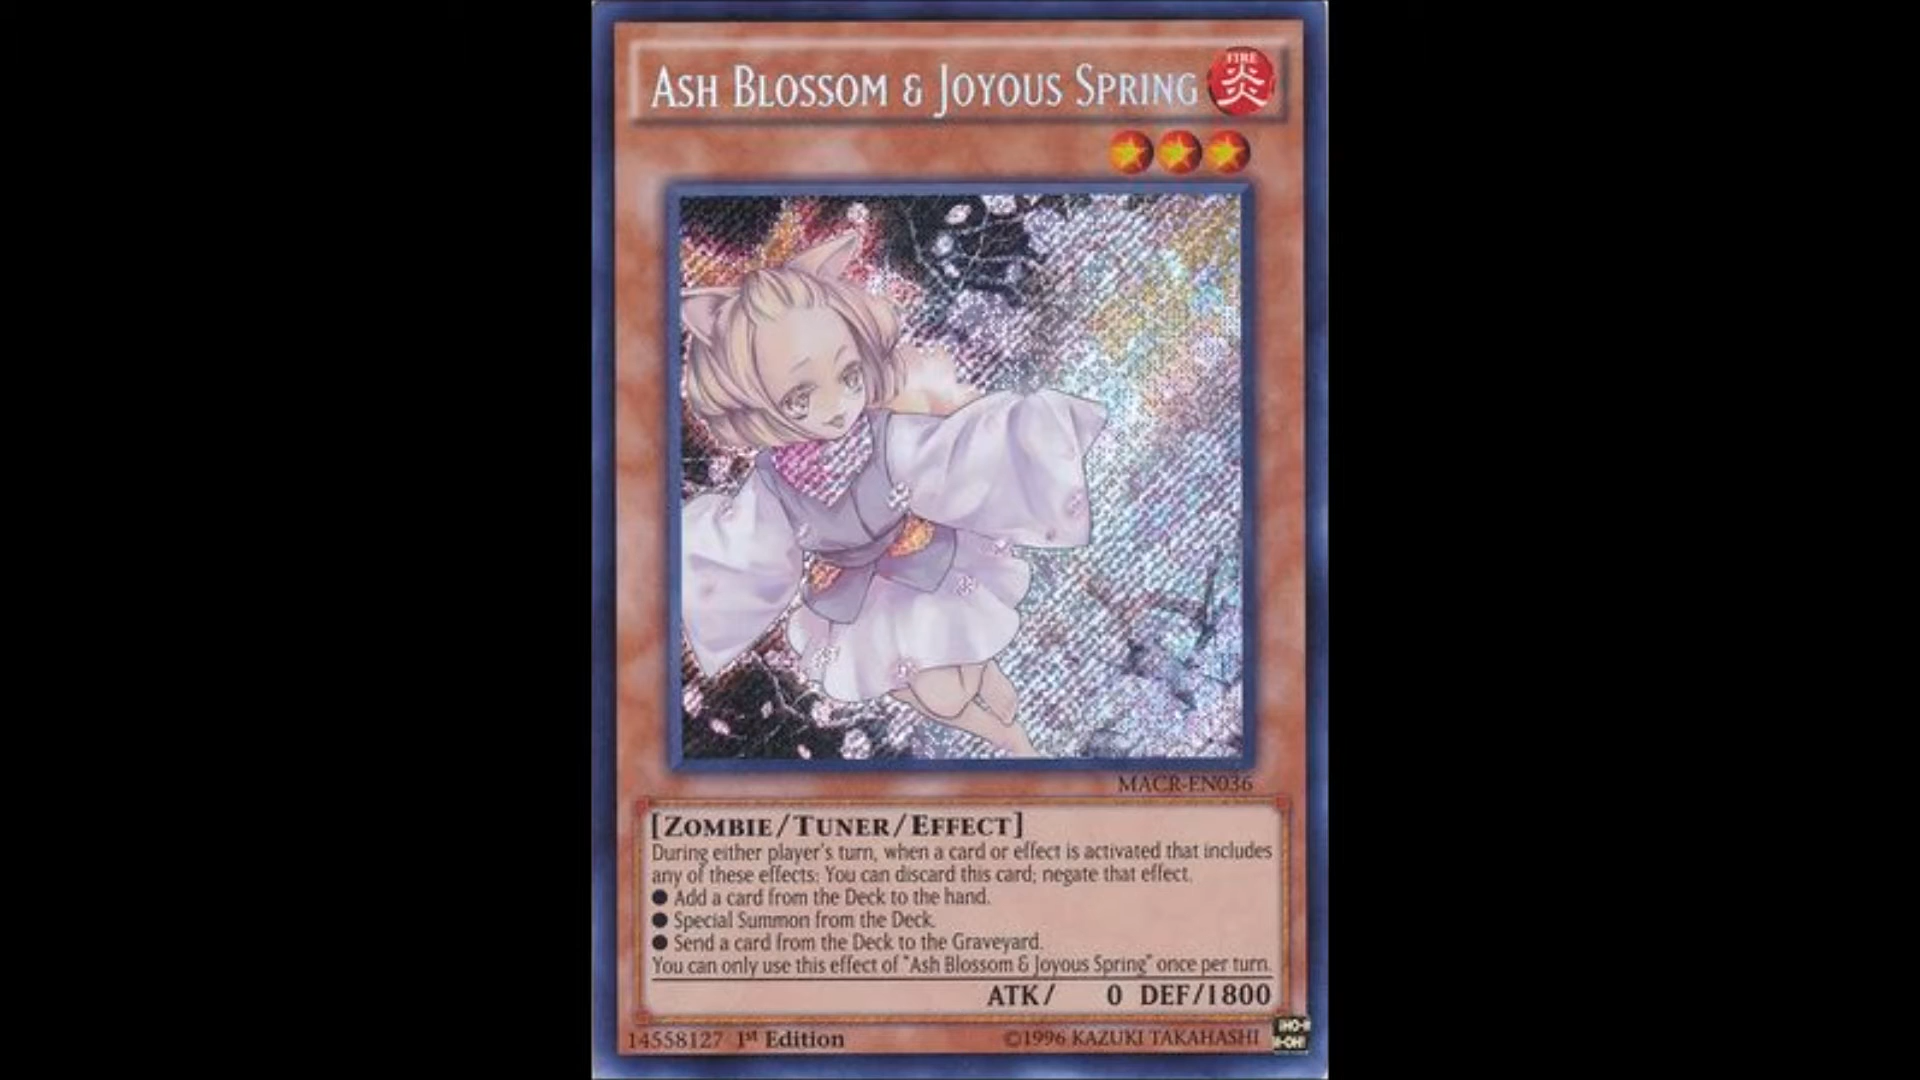 Ash Blossom & Joyous Spring
FIRE
炎
MACR-EN036
[Zombie/Tuner/Effect]
During either player's turn, when a card or effect is activated that includes
any of these effects: You can discard this card; negate that effect.
● Add a card from the Deck to the hand.
● Special Summon from the Deck.
● Send a card from the Deck to the Graveyard.
You can only use this effect of "Ash Blossom & Joyous Spring" once per turn.
ATK/ 0 DEF/1800
14558127 1st Edition ©1996 KAZUKI TAKAHASHI